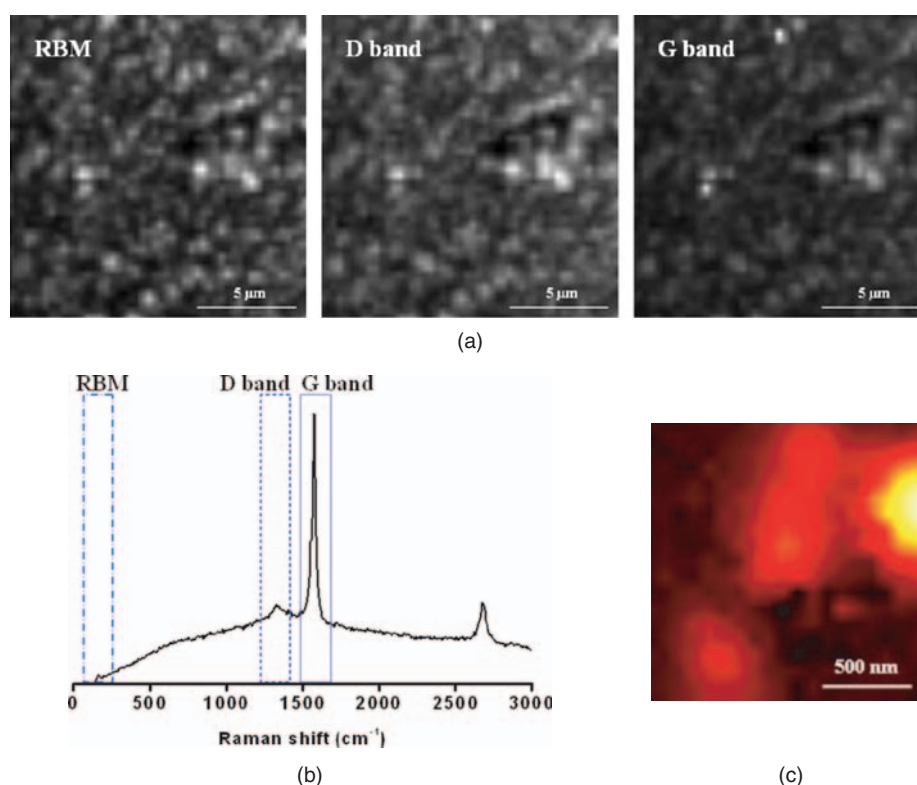 RBM
D band
G band
5 μm
5 μm
5 μm
(a)
RBM
D band
G band
0
500
1000
1500
2000
2500
3000
Raman shift (cm⁻¹)
(b)
500 nm
(c)